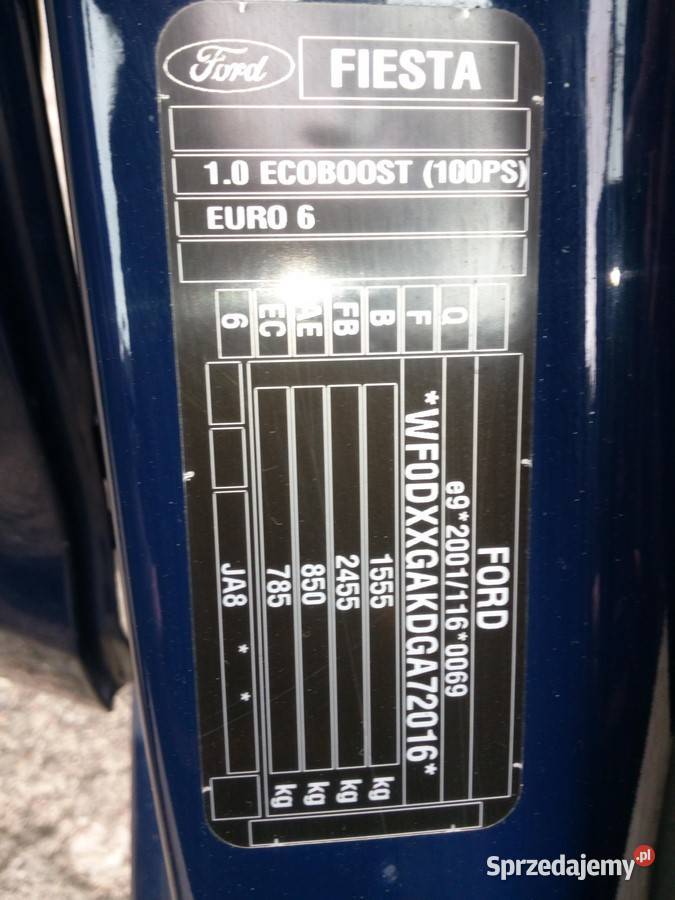 Ford
FIESTA
1.0 ECOBOOST (100PS)
EURO 6
Q
F
B
FB
AE
EC
6
FORD
e9*2001/116*0069
*WF0DXXGAKDGA72016*
1555 kg
2455 kg
850 kg
785 kg
JA8 * *
Sprzedajemy.pl